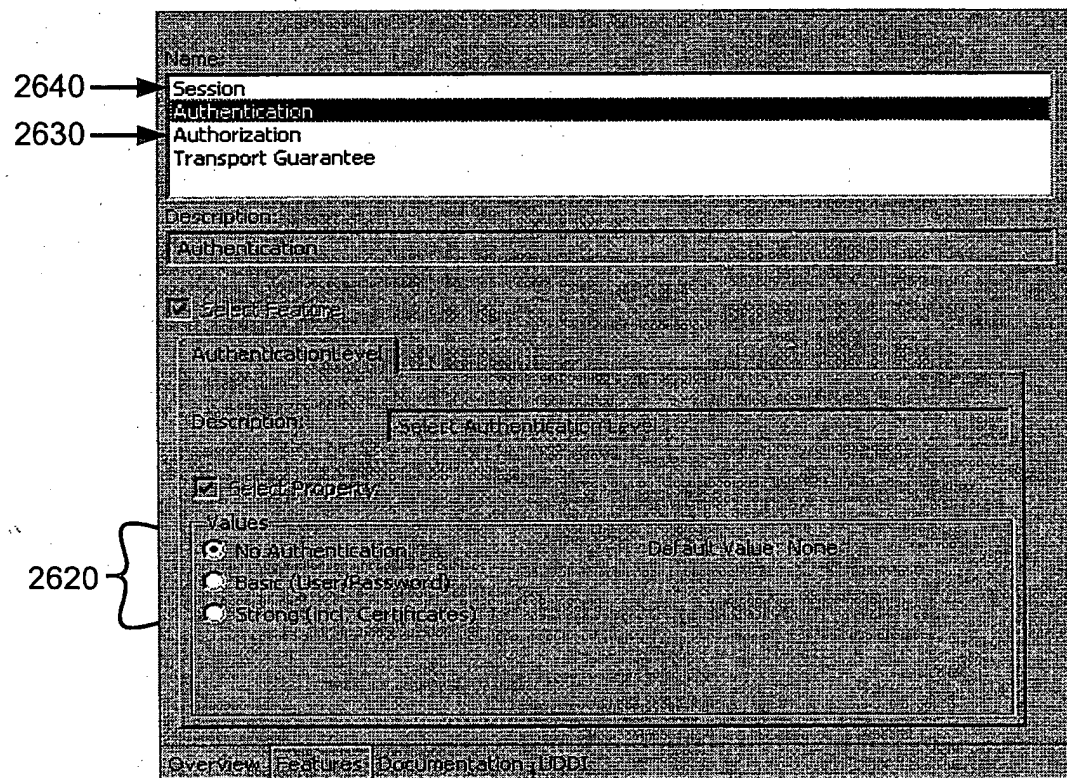 Name:
2640
Session
Authentication
2630
Authorization
Transport Guarantee
Description:
Authentication
Select Feature
AuthenticationLevel
Description:
Select Authentication Level
Select Property
Values
No Authentication
Default Value: None
2620
Basic (User/Password)
Strong (incl. Certificates)
Overview Features Documentation UDDI